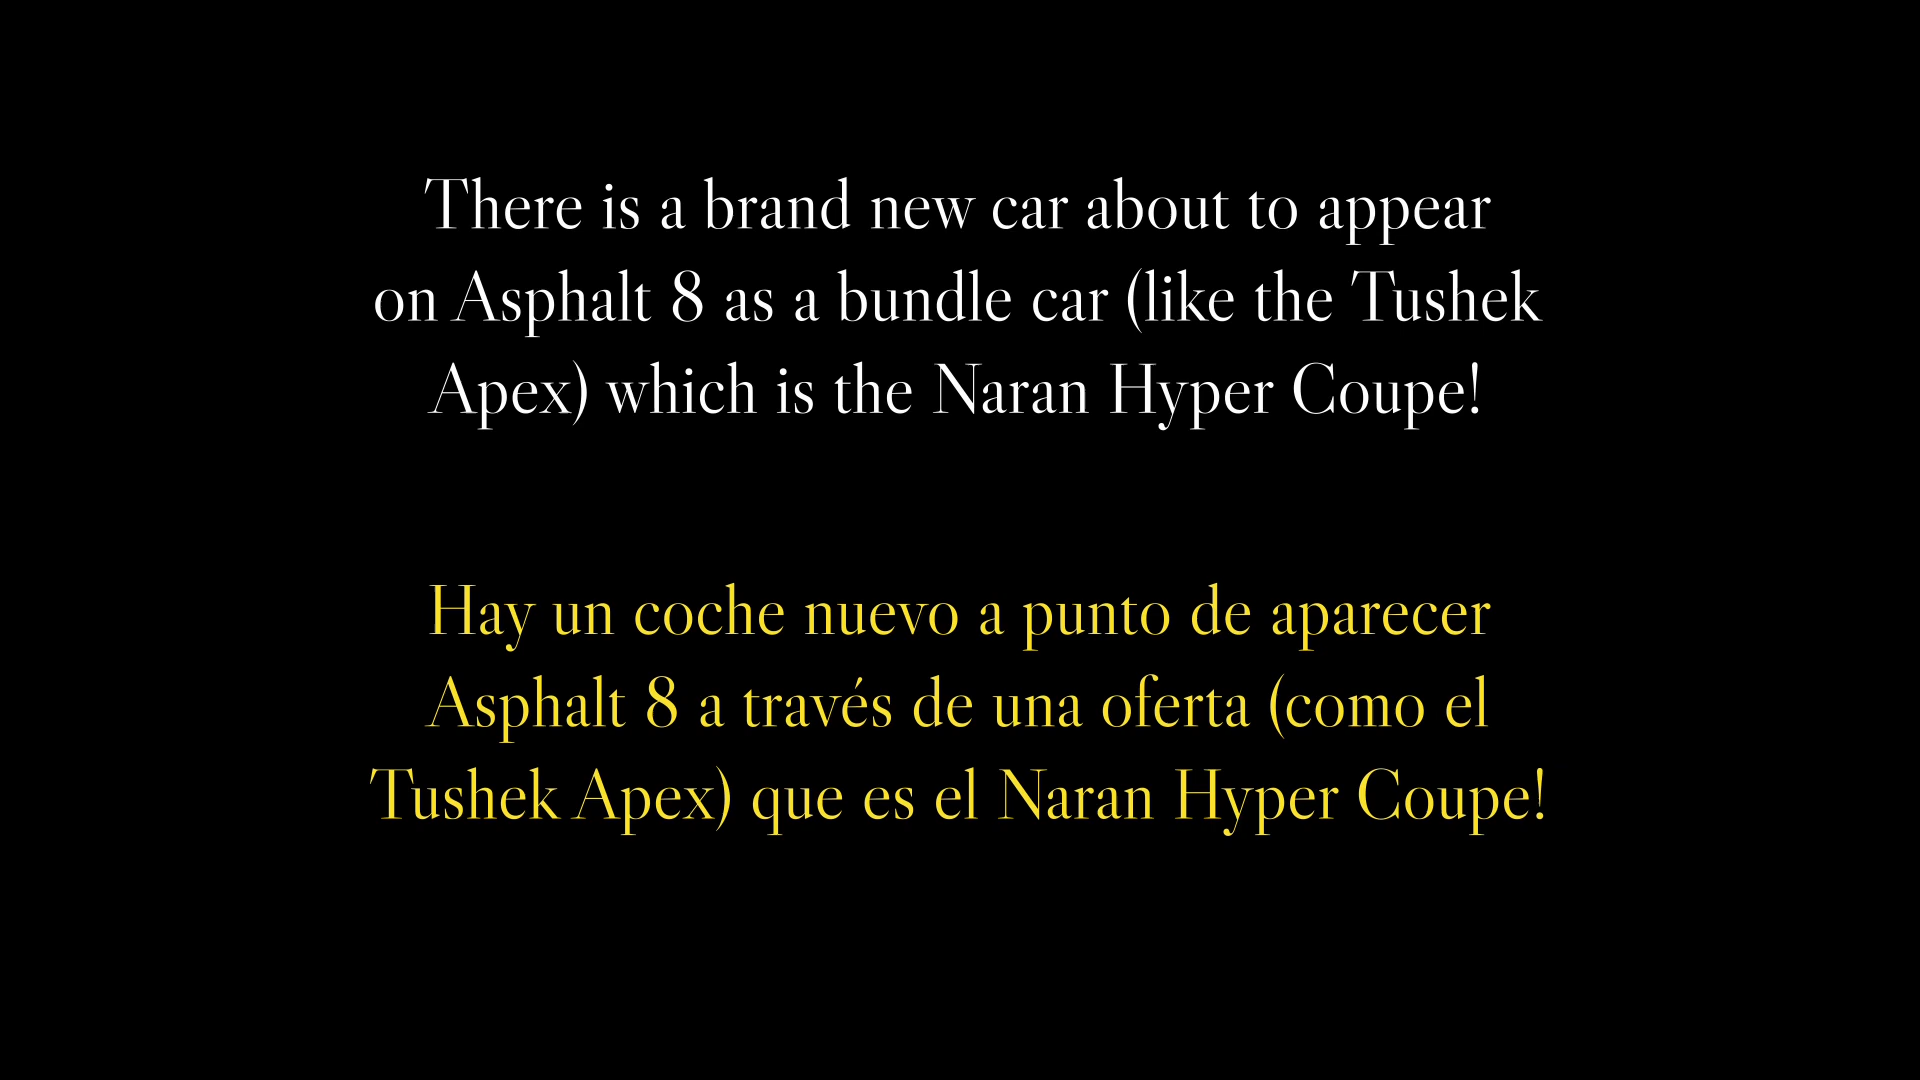 There is a brand new car about to appear
on Asphalt 8 as a bundle car (like the Tushek
Apex) which is the Naran Hyper Coupe!
Hay un coche nuevo a punto de aparecer
Asphalt 8 a través de una oferta (como el
Tushek Apex) que es el Naran Hyper Coupe!